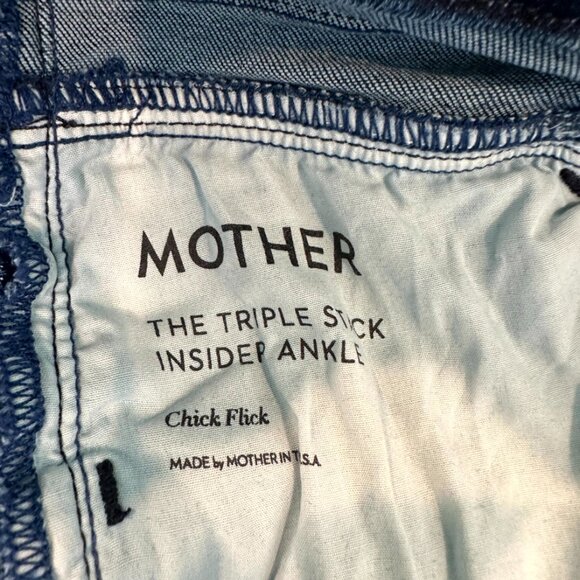 MOTHER
THE TRIPLE STACK
INSIDER ANKLE
Chick Flick
MADE by MOTHER IN U.S.A.